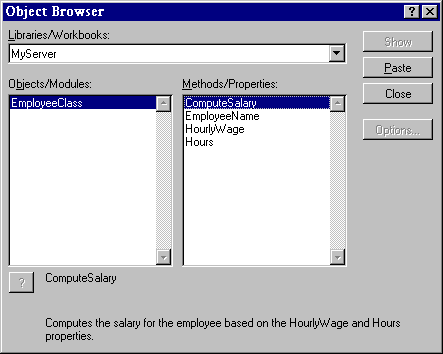 Object Browser
Libraries/Workbooks:
MyServer
Show
Paste
Close
Options...
Objects/Modules:
EmployeeClass
Methods/Properties:
ComputeSalary
EmployeeName
HourlyWage
Hours
? ComputeSalary
Computes the salary for the employee based on the HourlyWage and Hours
properties.